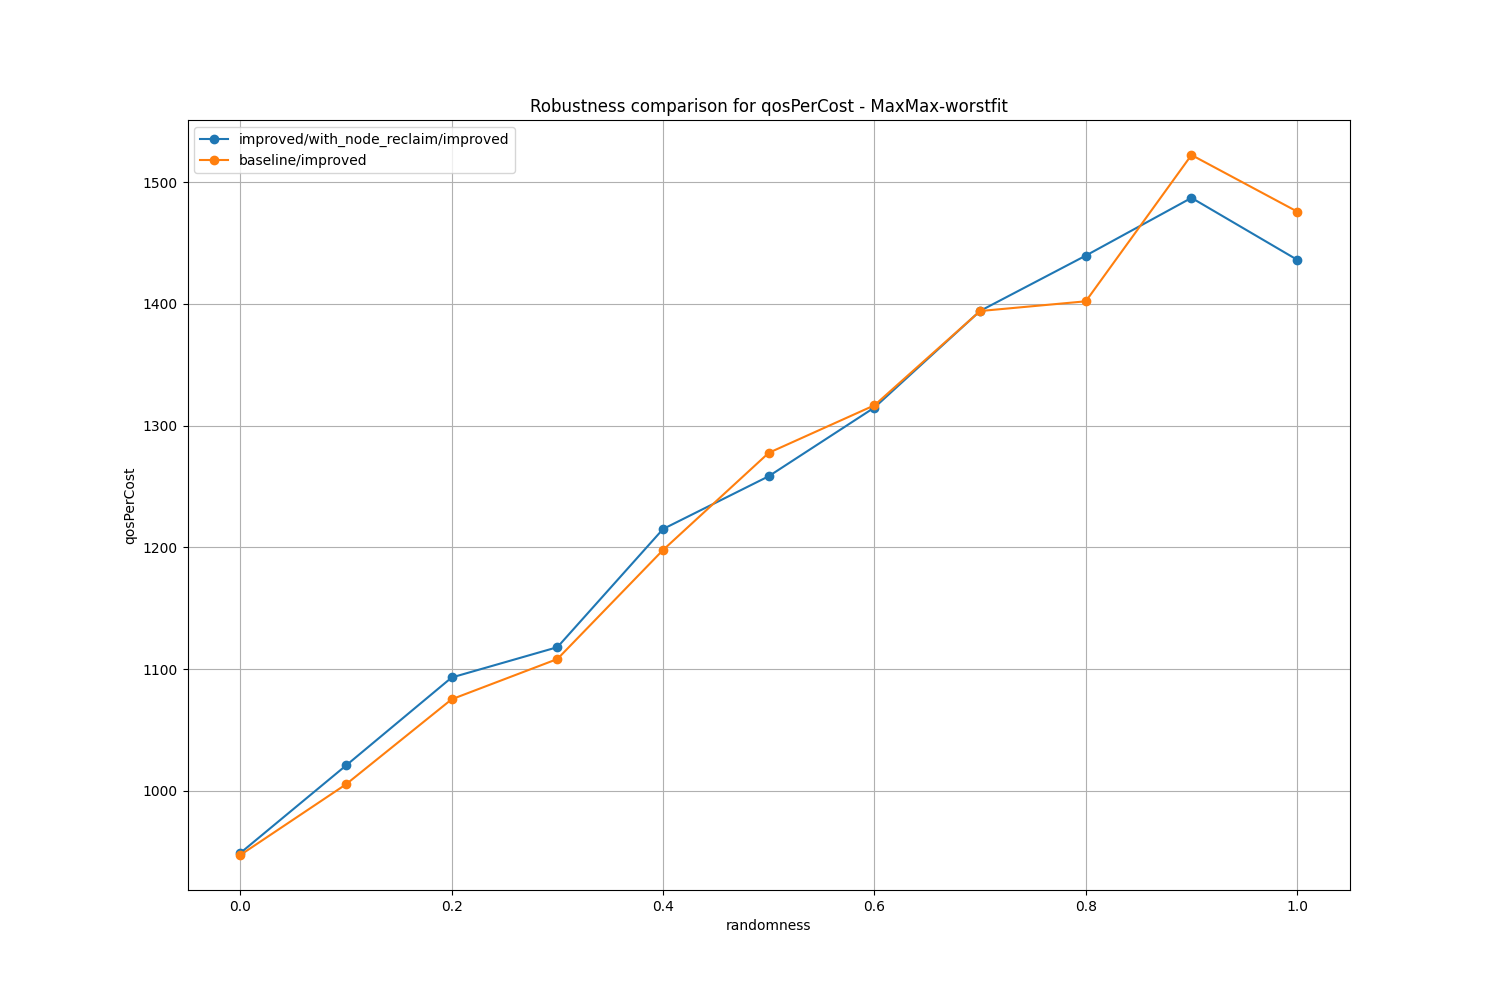 Robustness comparison for qosPerCost - MaxMax-worstfit
improved/with_node_reclaim/improved
baseline/improved
1500
1400
1300
1200
1100
1000
qosPerCost
0.0 0.2 0.4 0.6 0.8 1.0
randomness